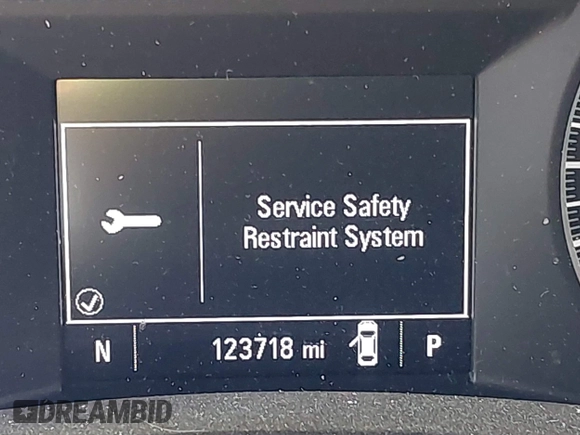 Service Safety
Restraint System
N 123718 mi P
DREAMBID